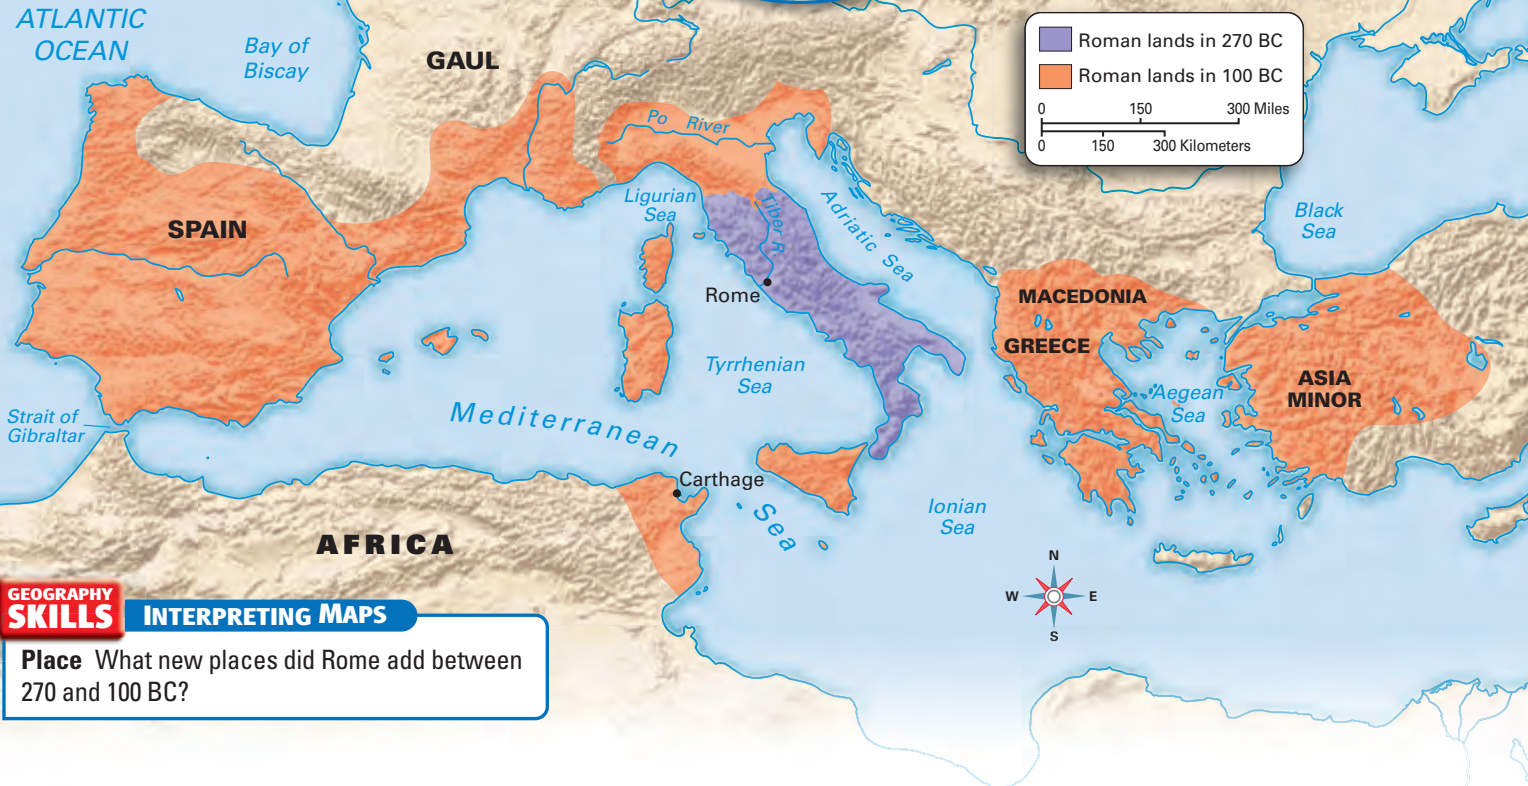 ATLANTIC
OCEAN
Bay of
Biscay
GAUL
Roman lands in 270 BC
Roman lands in 100 BC
0 150 300 Miles
0 150 300 Kilometers
Po River
Ligurian
Sea
Tiber R.
Adriatic Sea
Black
Sea
SPAIN
Rome
MACEDONIA
GREECE
Tyrrhenian
Sea
Aegean
Sea
ASIA
MINOR
Strait of
Gibraltar
Mediterranean
Sea
Carthage
Ionian
Sea
AFRICA
N
W E
S
GEOGRAPHY
SKILLS
INTERPRETING MAPS
Place What new places did Rome add between
270 and 100 BC?